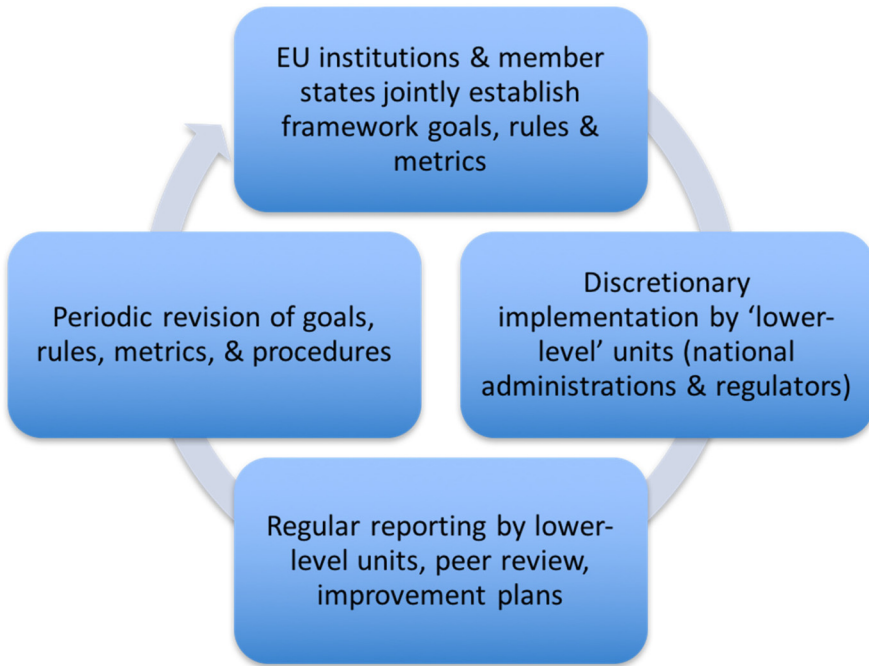 EU institutions & member
states jointly establish
framework goals, rules &
metrics
Discretionary
implementation by ‘lower-
level’ units (national
administrations & regulators)
Regular reporting by lower-
level units, peer review,
improvement plans
Periodic revision of goals,
rules, metrics, & procedures